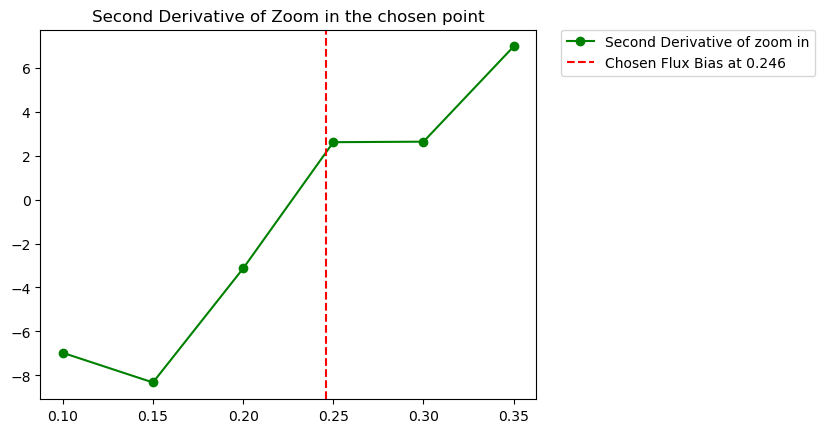 Second Derivative of Zoom in the chosen point
Second Derivative of zoom in
Chosen Flux Bias at 0.246
6
4
2
0
−2
−4
−6
−8
0.10 0.15 0.20 0.25 0.30 0.35